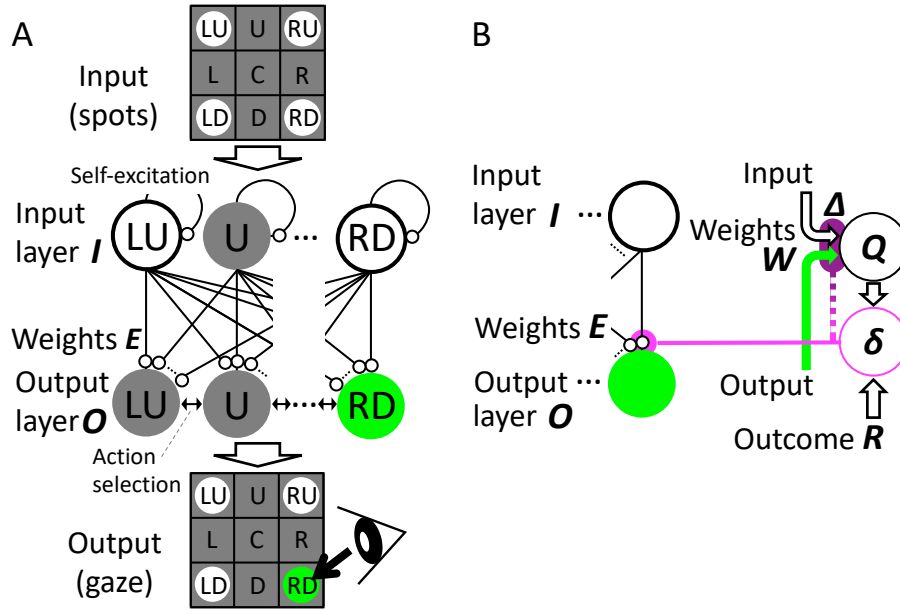 A
Input
(spots)
LU U RU
L C R
LD D RD
Self-excitation
Input
layer I
LU U ... RD
Weights E
Output
layer O
LU U ... RD
Action
selection
Output
(gaze)
LU U RU
L C R
LD D RD
B
Input
layer I ...
Input
Δ
Weights
W
Q
Weights E
δ
Output ...
layer O
Output
Outcome R